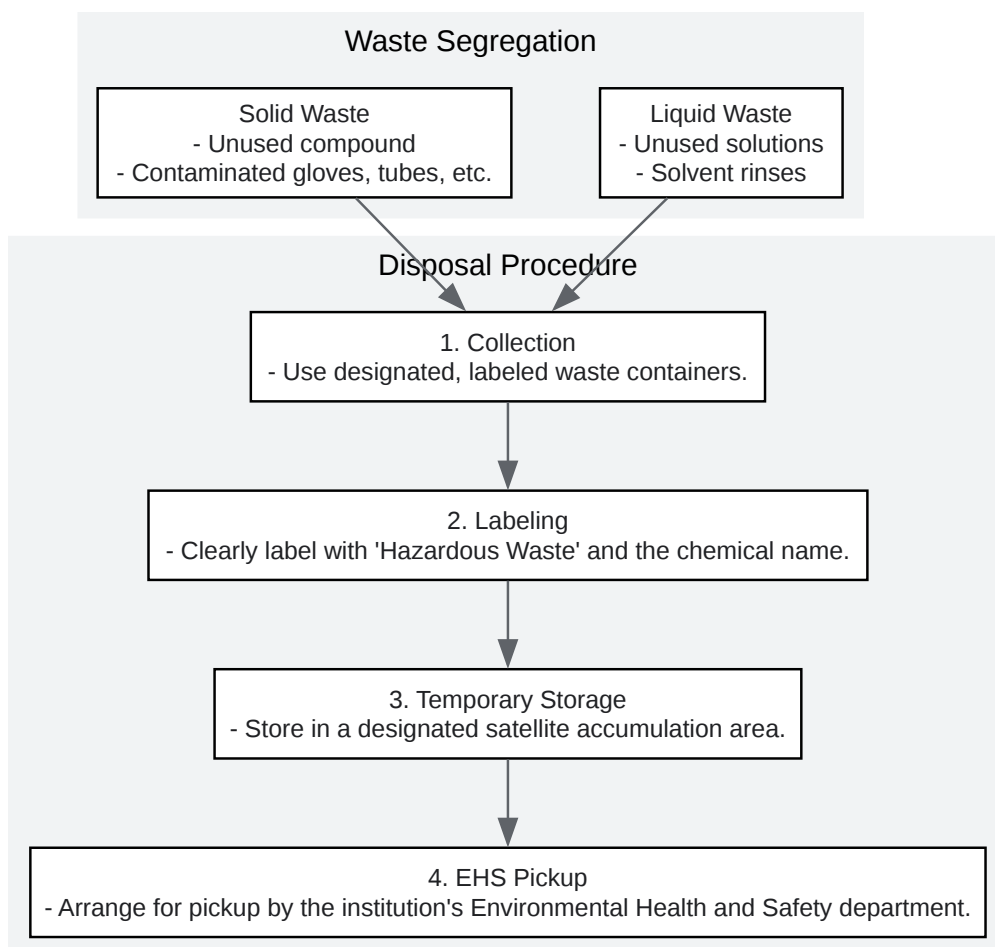 Waste Segregation
Solid Waste
- Unused compound
- Contaminated gloves, tubes, etc.
Liquid Waste
- Unused solutions
- Solvent rinses
Disposal Procedure
1. Collection
- Use designated, labeled waste containers.
2. Labeling
- Clearly label with 'Hazardous Waste' and the chemical name.
3. Temporary Storage
- Store in a designated satellite accumulation area.
4. EHS Pickup
- Arrange for pickup by the institution's Environmental Health and Safety department.